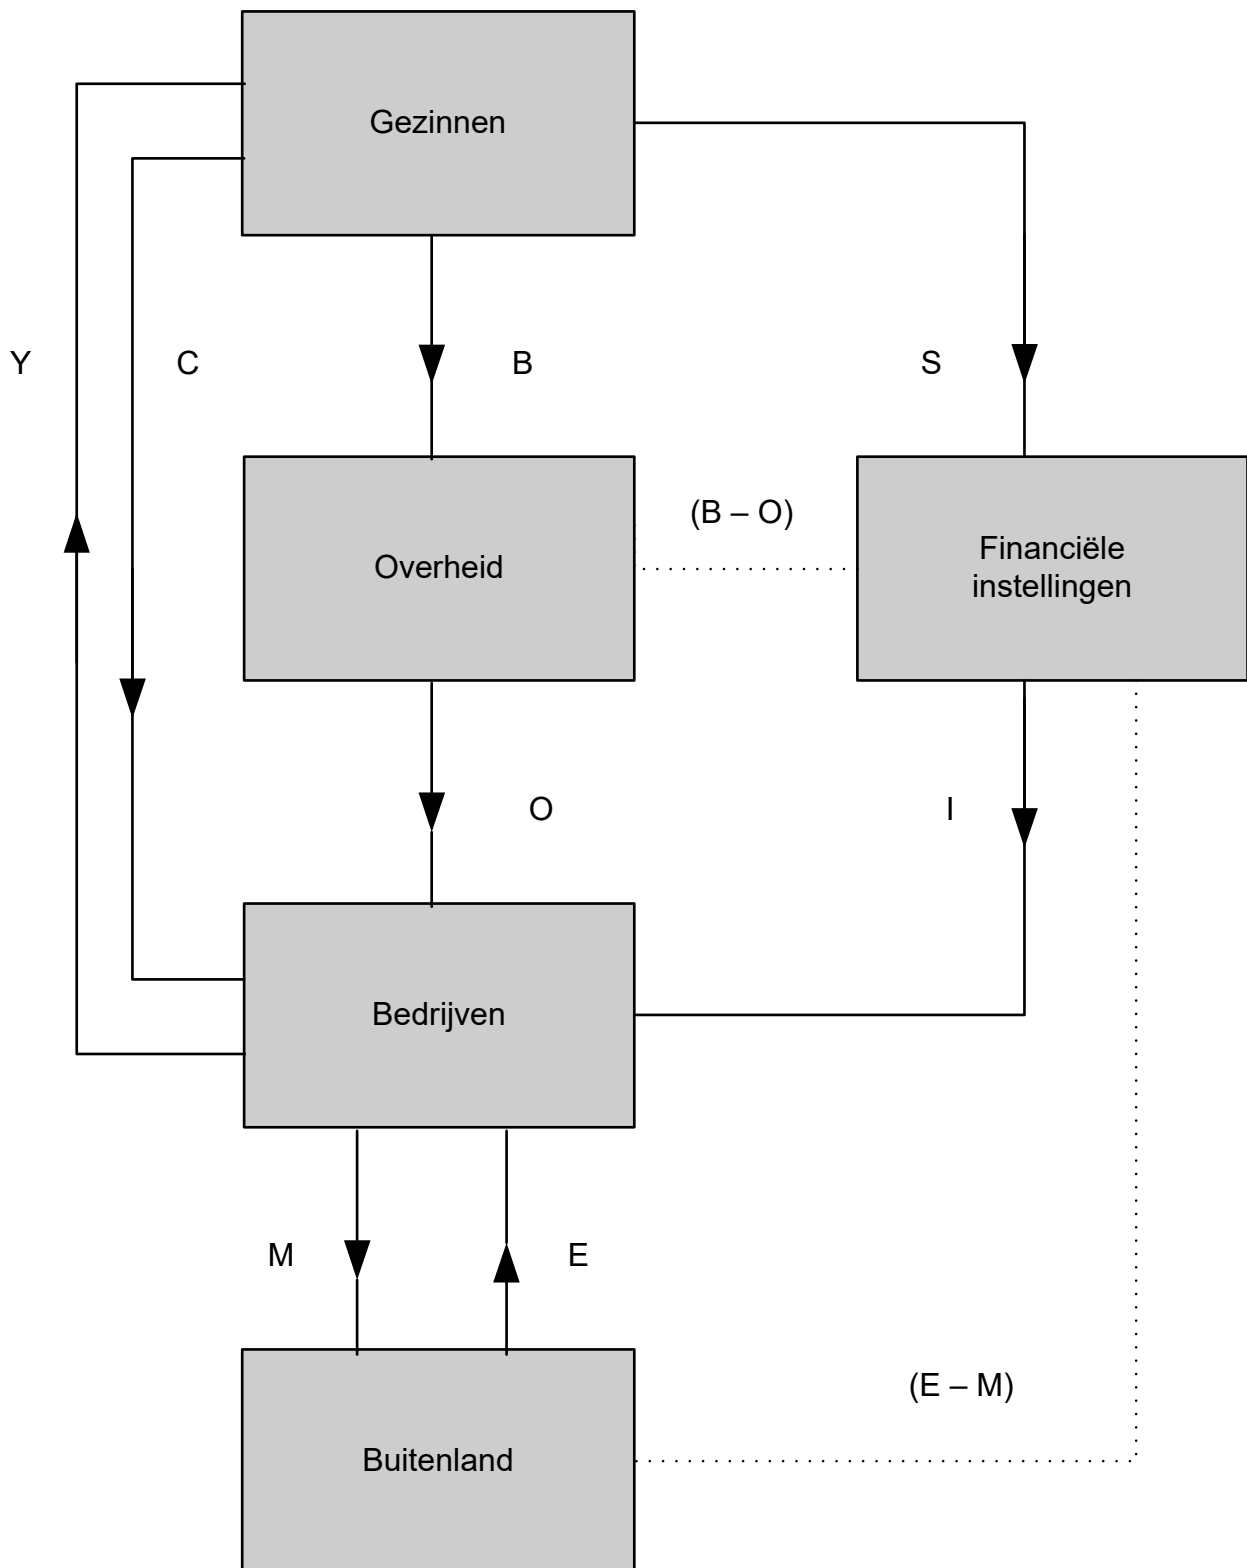 Gezinnen
Y
C
B
S
(B – O)
Overheid
Financiële
instellingen
O
I
Bedrijven
M
E
(E – M)
Buitenland